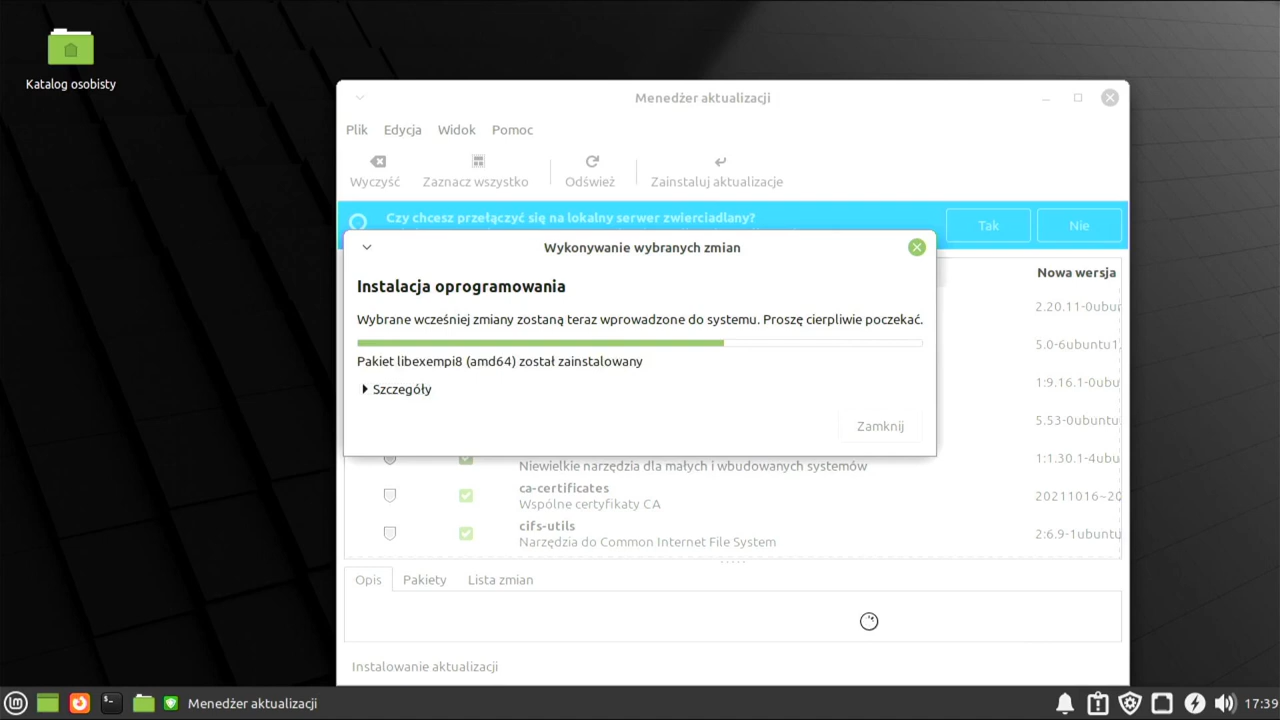 Katalog osobisty
Menedżer aktualizacji
Plik Edycja Widok Pomoc
Wyczyść Zaznacz wszystko Odśwież Zainstaluj aktualizacje
Czy chcesz przełączyć się na lokalny serwer zwierciadlany?
Tak Nie
Wykonywanie wybranych zmian
Instalacja oprogramowania
Wybrane wcześniej zmiany zostaną teraz wprowadzone do systemu. Proszę cierpliwie poczekać.
Pakiet libexempi8 (amd64) został zainstalowany
Szczegóły
Zamknij
Nowa wersja
2.20.11-0ubu
5.0-6ubuntu1
1:9.16.1-0ubu
5.53-0ubuntu
1:1.30.1-4ubu
Niewielkie narzędzia dla małych i wbudowanych systemów
ca-certificates
Wspólne certyfikaty CA
20211016~20
cifs-utils
Narzędzia do Common Internet File System
2:6.9-1ubuntu
Opis Pakiety Lista zmian
Instalowanie aktualizacji
Menedżer aktualizacji
17:39